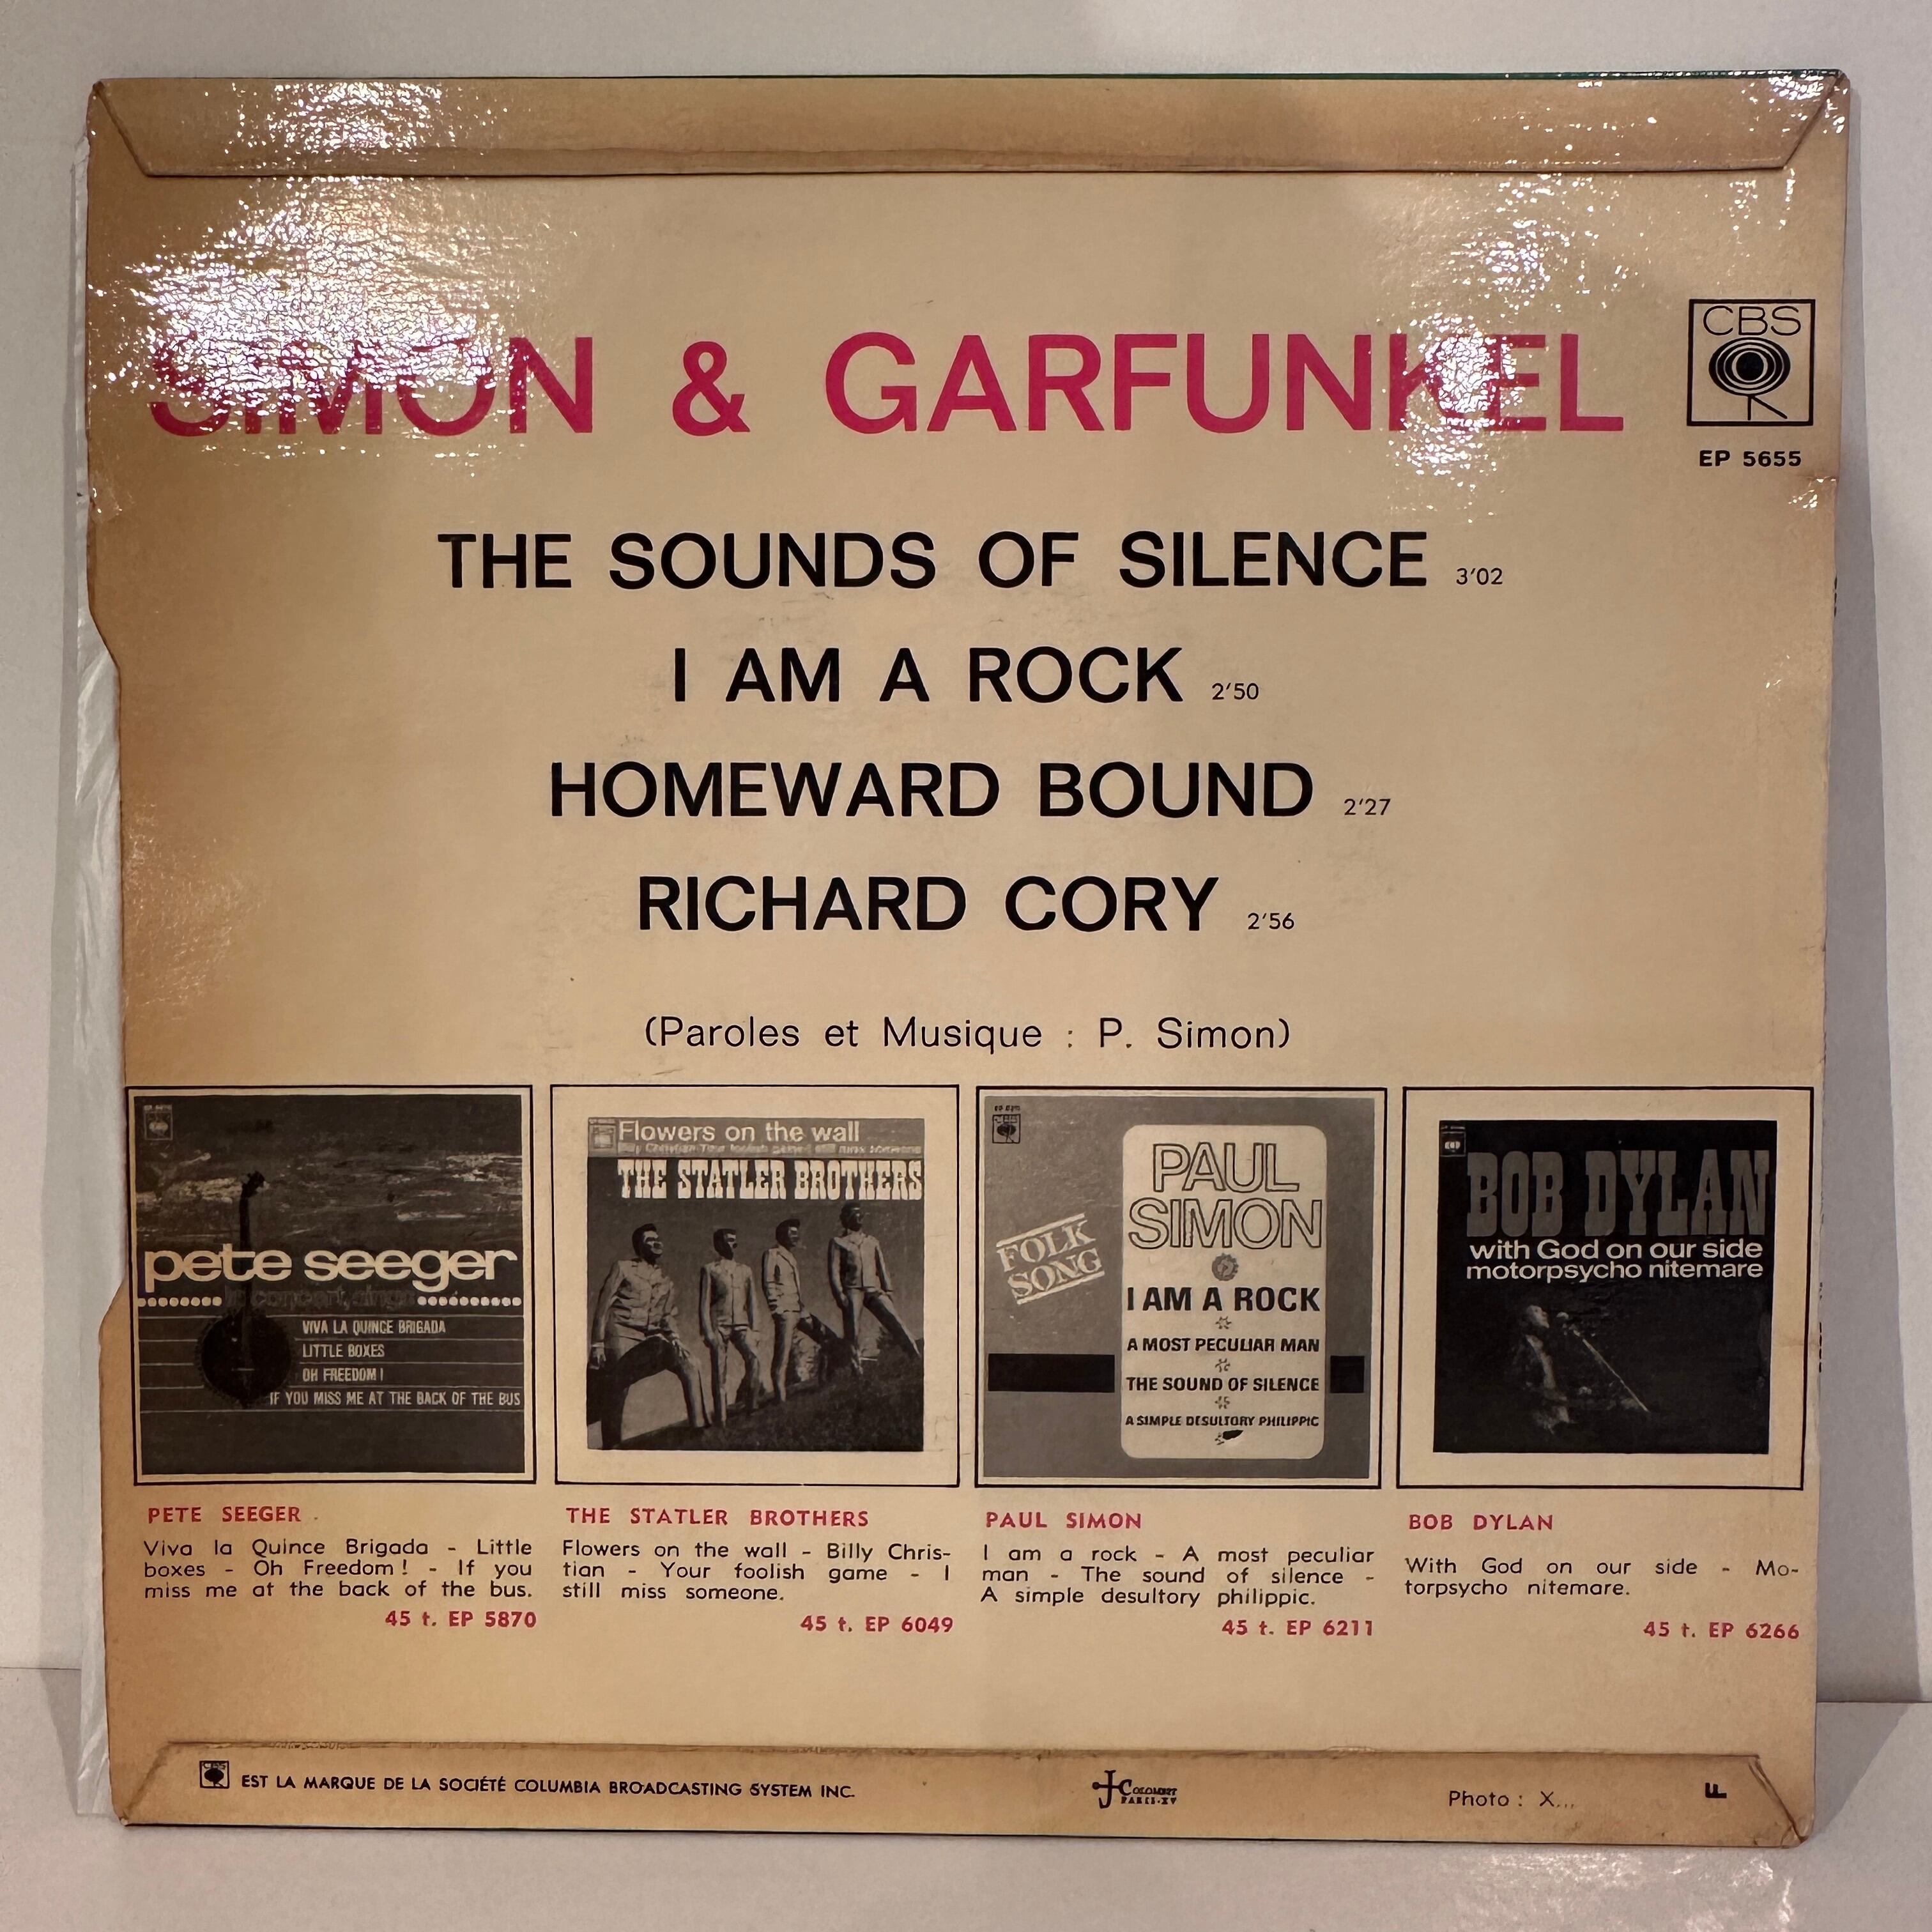 SIMON & GARFUNKEL
CBS
EP 5655
THE SOUNDS OF SILENCE 3'02
I AM A ROCK 2'50
HOMEWARD BOUND 2'27
RICHARD CORY 2'56
(Paroles et Musique : P. Simon)
pete seeger
VIVA LA QUINCE BRIGADA
LITTLE BOXES
OH FREEDOM !
IF YOU MISS ME AT THE BACK OF THE BUS
Flowers on the wall
THE STATLER BROTHERS
PAUL
SIMON
FOLK
SONG
I AM A ROCK
A MOST PECULIAR MAN
THE SOUND OF SILENCE
A SIMPLE DESULTORY PHILIPPIC
BOB DYLAN
with God on our side
motorpsycho nitemare
PETE SEEGER
Viva la Quince Brigada - Little
boxes - Oh Freedom ! - If you
miss me at the back of the bus.
45 t. EP 5870
THE STATLER BROTHERS
Flowers on the wall - Billy Chris-
tian - Your foolish game - I
still miss someone.
45 t. EP 6049
PAUL SIMON
I am a rock - A most peculiar
man - The sound of silence -
A simple desultory philippic.
45 t. EP 6211
BOB DYLAN
With God on our side - Mo-
torpsycho nitemare.
45 t. EP 6266
CBS EST LA MARQUE DE LA SOCIÉTÉ COLUMBIA BROADCASTING SYSTEM INC.
J Colombet
PARIS-XV
Photo : X...
F